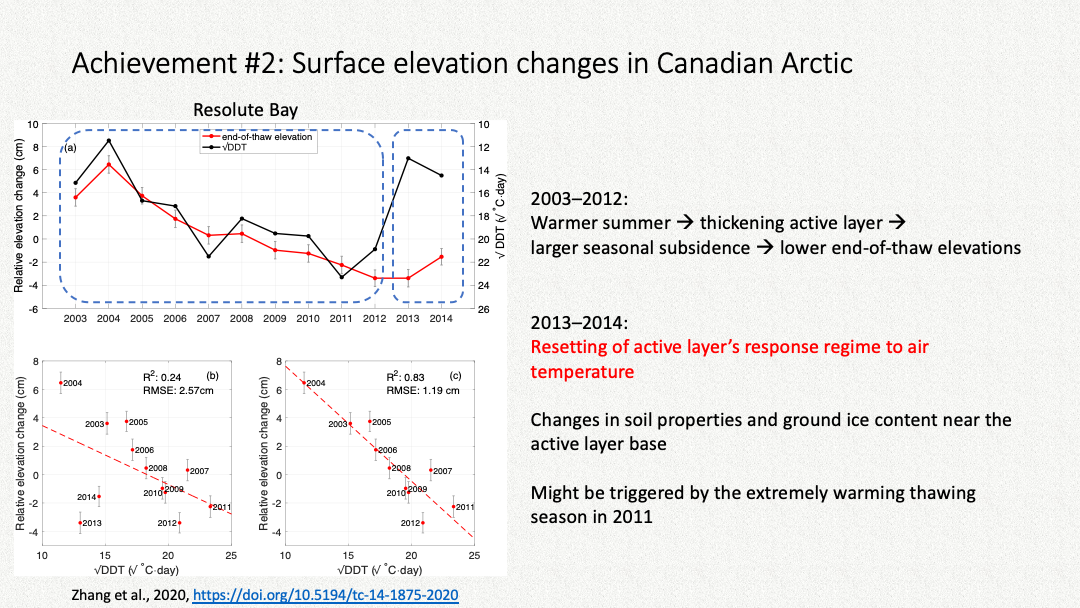 Achievement #2: Surface elevation changes in Canadian Arctic
Resolute Bay
(a)
end-of-thaw elevation
√DDT
Relative elevation change (cm)
10
8
6
4
2
0
-2
-4
-6
10
12
14
16
18
20
22
24
26
√ DDT (√ °C·day)
2003 2004 2005 2006 2007 2008 2009 2010 2011 2012 2013 2014
2003–2012:
Warmer summer → thickening active layer →
larger seasonal subsidence → lower end-of-thaw elevations
2013–2014:
Resetting of active layer’s response regime to air
temperature
Changes in soil properties and ground ice content near the
active layer base
Might be triggered by the extremely warming thawing
season in 2011
R²: 0.24 (b)
RMSE: 2.57cm
Relative elevation change (cm)
8
6
4
2
0
-2
-4
2004
2003
2005
2006
2008
2007
2009
2010
2014
2011
2013
2012
10 15 20 25
√DDT (√ °C·day)
R²: 0.83 (c)
RMSE: 1.19 cm
Relative elevation change (cm)
8
6
4
2
0
-2
-4
2004
2003
2005
2006
2008
2007
2009
2010
2011
2012
10 15 20 25
√DDT (√ °C·day)
Zhang et al., 2020, https://doi.org/10.5194/tc-14-1875-2020